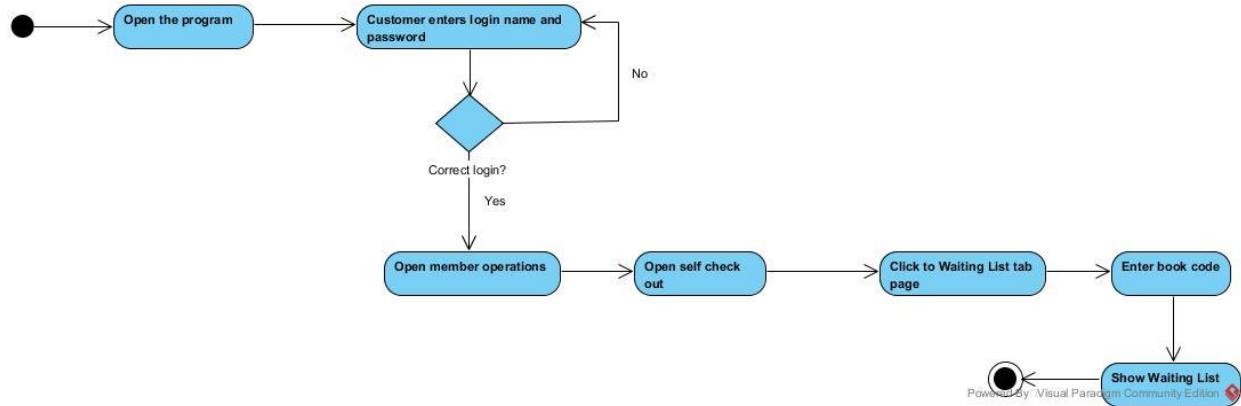 Open the program
Customer enters login name and
password
No
Correct login?
Yes
Open member operations
Open self check
out
Click to Waiting List tab
page
Enter book code
Show Waiting List
Powered By Visual Paradigm Community Edition